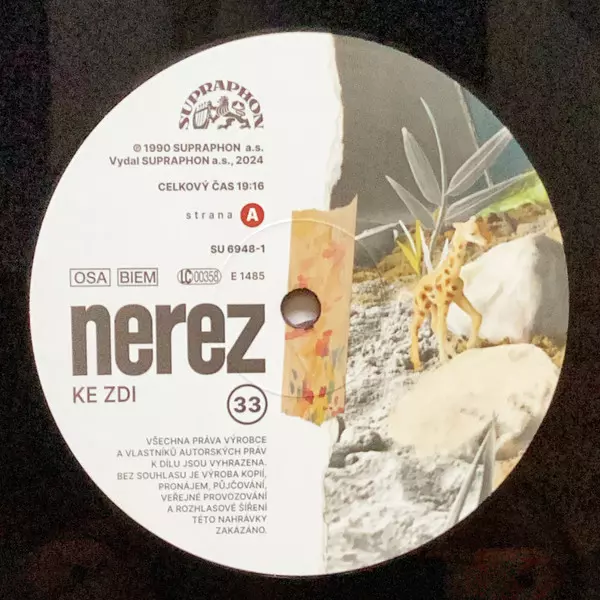 SUPRAPHON
℗ 1990 SUPRAPHON a.s.
Vydal SUPRAPHON a.s., 2024
CELKOVÝ ČAS 19:16
strana A
SU 6948-1
OSA BIEM LC 00358 E 1485
nerez
KE ZDI
33
VŠECHNA PRÁVA VÝROBCE
A VLASTNÍKŮ AUTORSKÝCH PRÁV
K DÍLU JSOU VYHRAZENA.
BEZ SOUHLASU JE VÝROBA KOPIÍ,
PRONÁJEM, PŮJČOVÁNÍ,
VEŘEJNÉ PROVOZOVÁNÍ
A ROZHLASOVÉ ŠÍŘENÍ
TÉTO NAHRÁVKY
ZAKÁZÁNO.